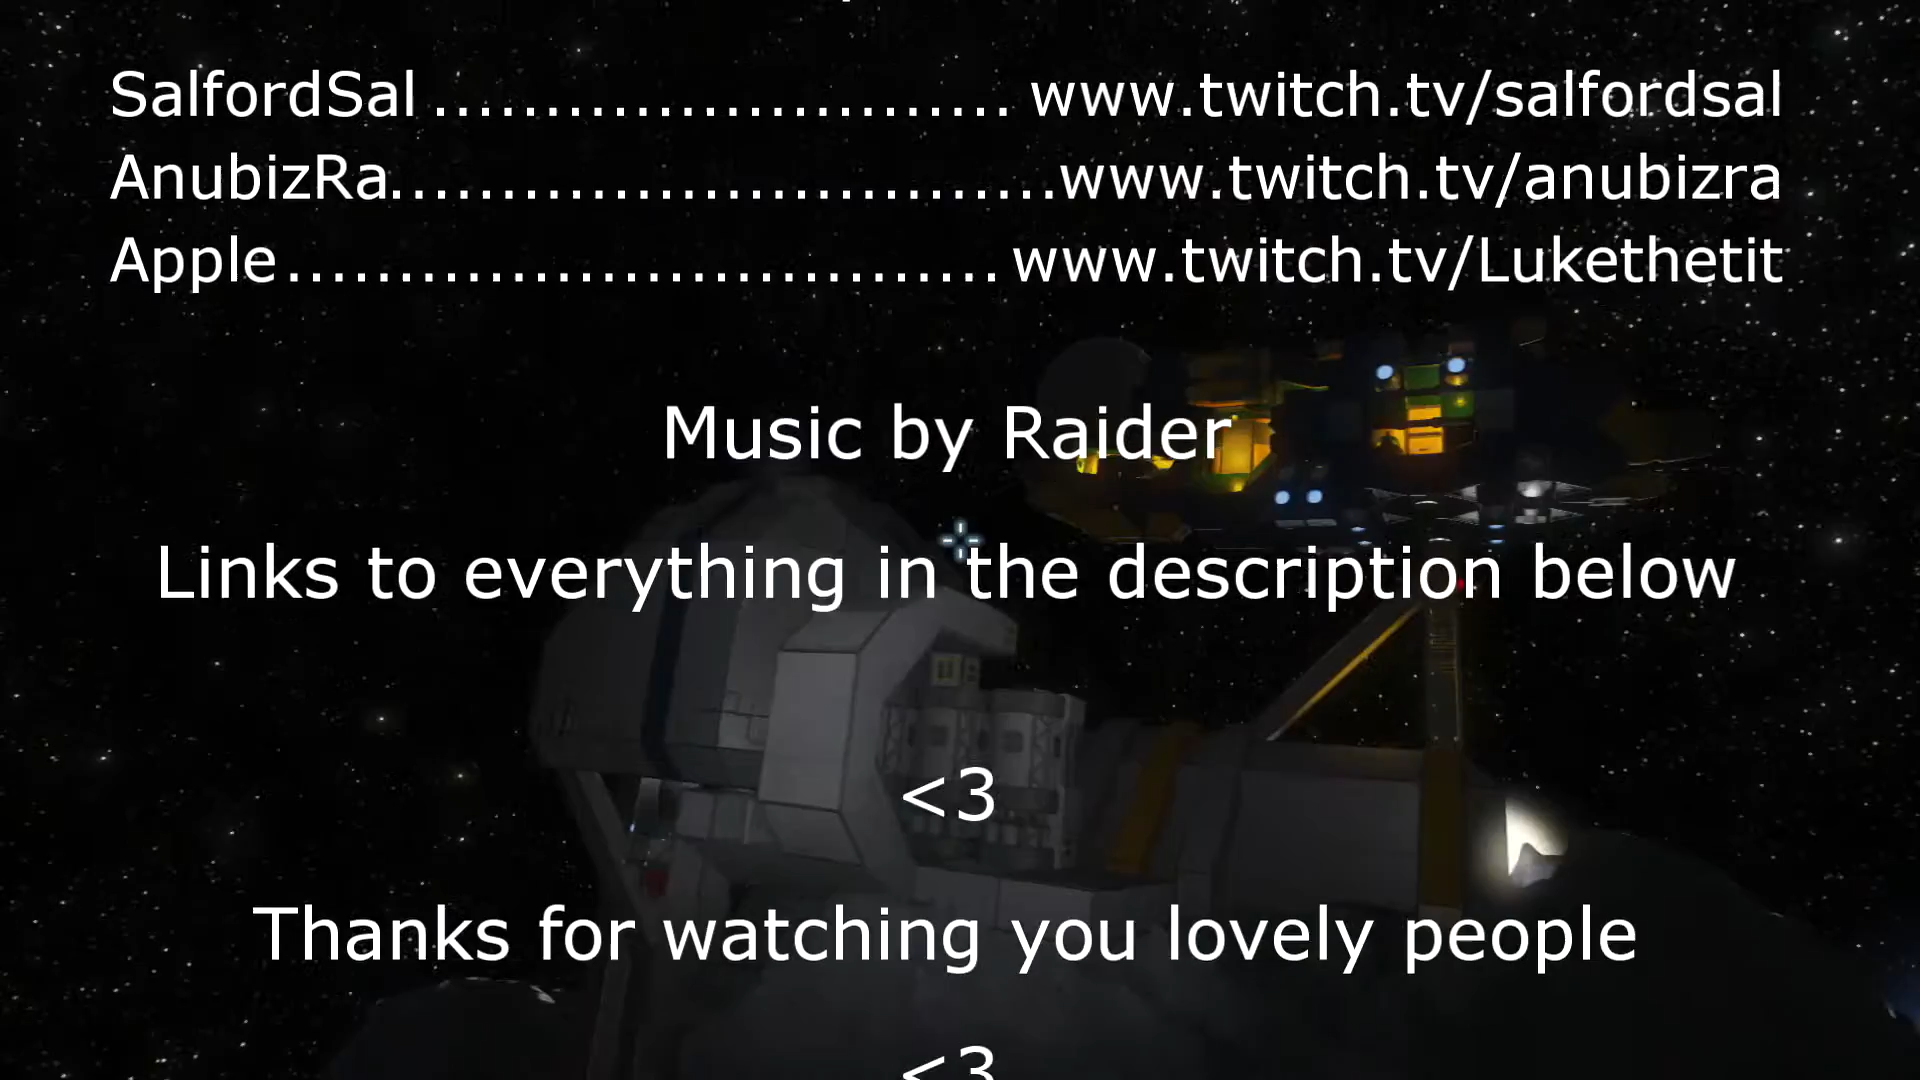 SalfordSal .......................... www.twitch.tv/salfordsal
AnubizRa..............................www.twitch.tv/anubizra
Apple ................................ www.twitch.tv/Lukethetit
Music by Raider
Links to everything in the description below
<3
Thanks for watching you lovely people
<3